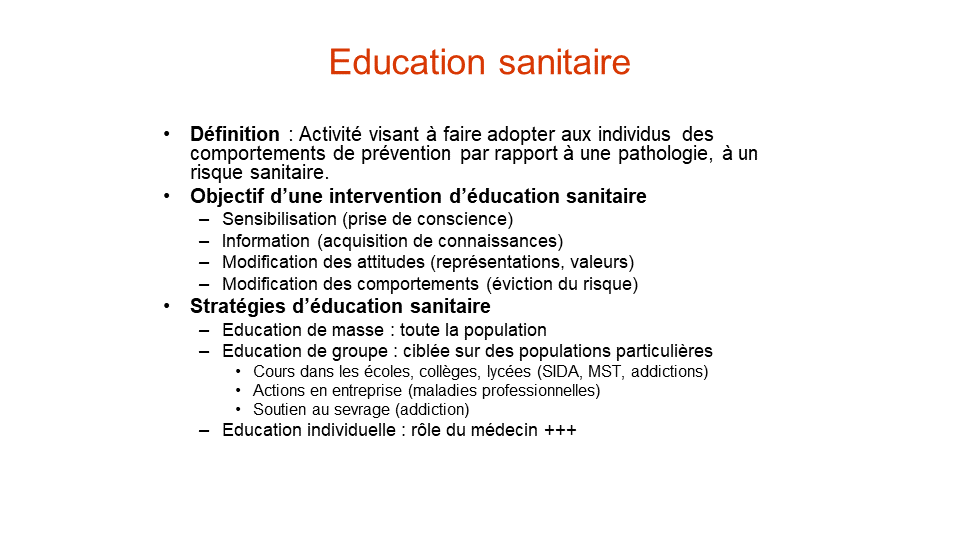 Education sanitaire
• Définition : Activité visant à faire adopter aux individus des
comportements de prévention par rapport à une pathologie, à un
risque sanitaire.
• Objectif d’une intervention d’éducation sanitaire
– Sensibilisation (prise de conscience)
– Information (acquisition de connaissances)
– Modification des attitudes (représentations, valeurs)
– Modification des comportements (éviction du risque)
• Stratégies d’éducation sanitaire
– Education de masse : toute la population
– Education de groupe : ciblée sur des populations particulières
• Cours dans les écoles, collèges, lycées (SIDA, MST, addictions)
• Actions en entreprise (maladies professionnelles)
• Soutien au sevrage (addiction)
– Education individuelle : rôle du médecin +++